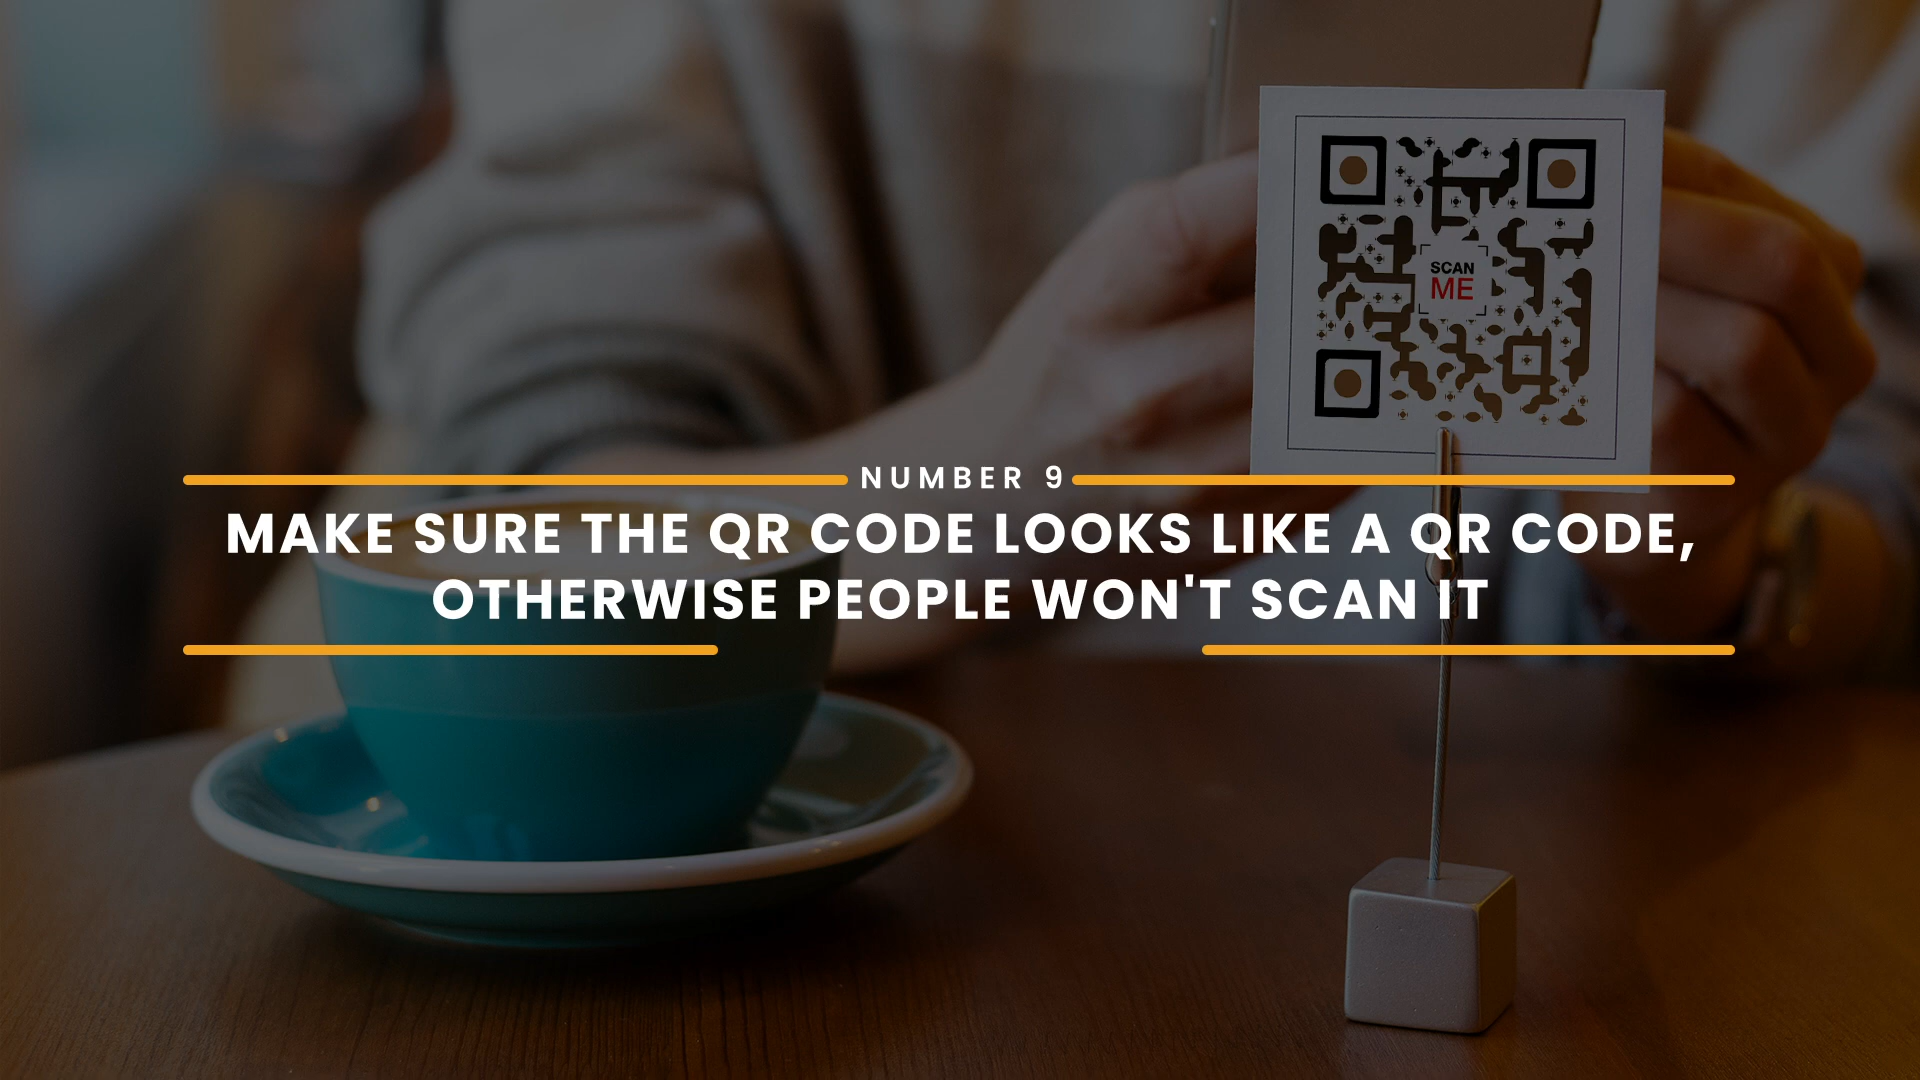 SCAN
ME
NUMBER 9
MAKE SURE THE QR CODE LOOKS LIKE A QR CODE,
OTHERWISE PEOPLE WON'T SCAN IT